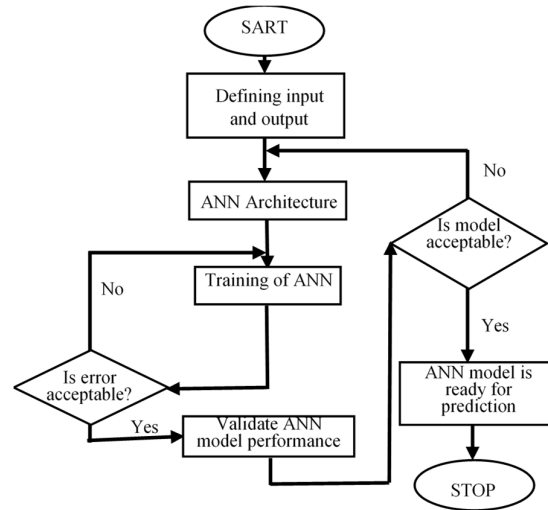 SART
Defining input
and output
No
ANN Architecture
Is model
acceptable?
Training of ANN
No
Yes
Is error
acceptable?
ANN model is
ready for
prediction
Yes
Validate ANN
model performance
STOP